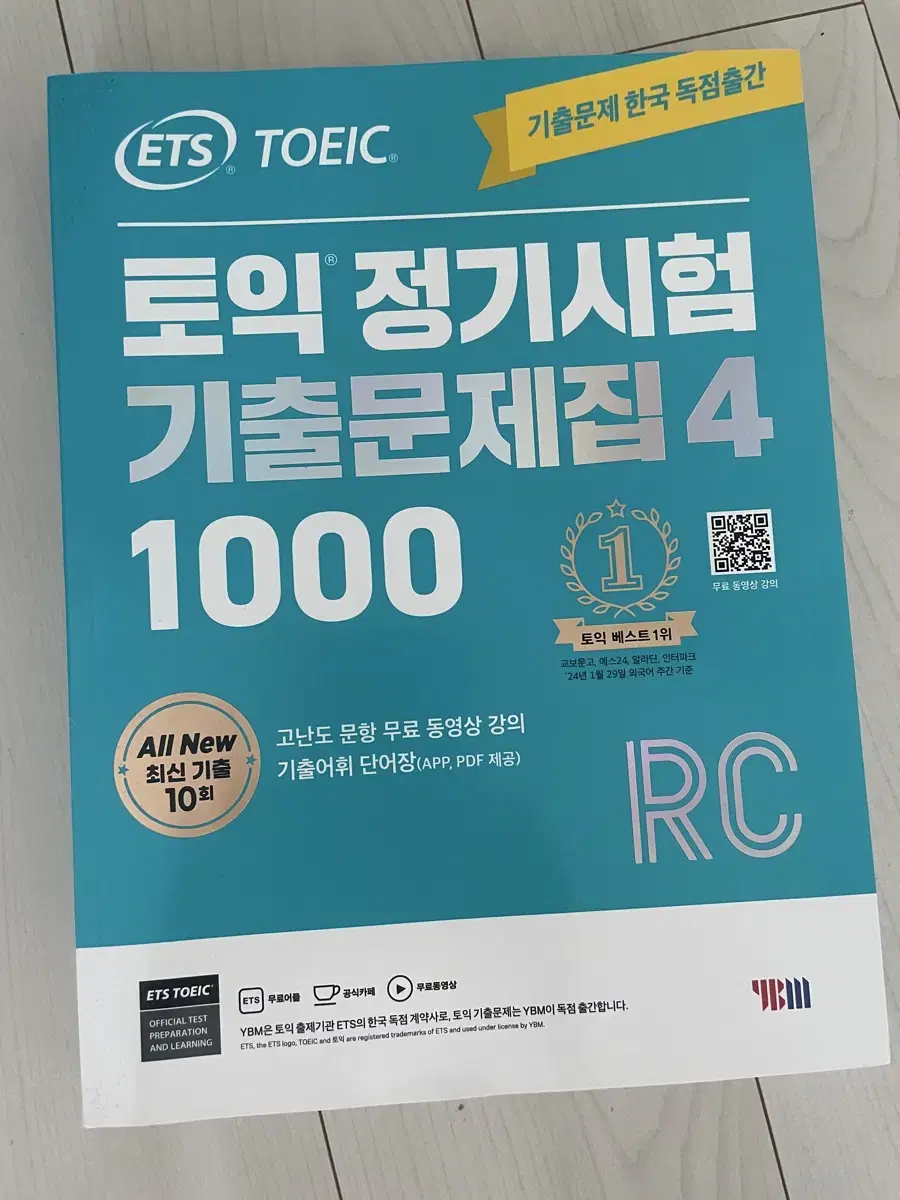 기출문제 한국 독점출간
ETS® TOEIC®
토익® 정기시험
기출문제집 4
1000
1
토익 베스트 1위
교보문고, 예스24, 알라딘, 인터파크
'24년 1월 29일 외국어 주간 기준
무료 동영상 강의
All New
최신 기출
10회
고난도 문항 무료 동영상 강의
기출어휘 단어장(APP, PDF 제공)
RC
ETS TOEIC®
OFFICIAL TEST
PREPARATION
AND LEARNING
ETS 무료어플 공식카페 무료동영상
YBM은 토익 출제기관 ETS의 한국 독점 계약사로, 토익 기출문제는 YBM이 독점 출간합니다.
ETS, the ETS logo, TOEIC and 토익 are registered trademarks of ETS and used under license by YBM.
YBM